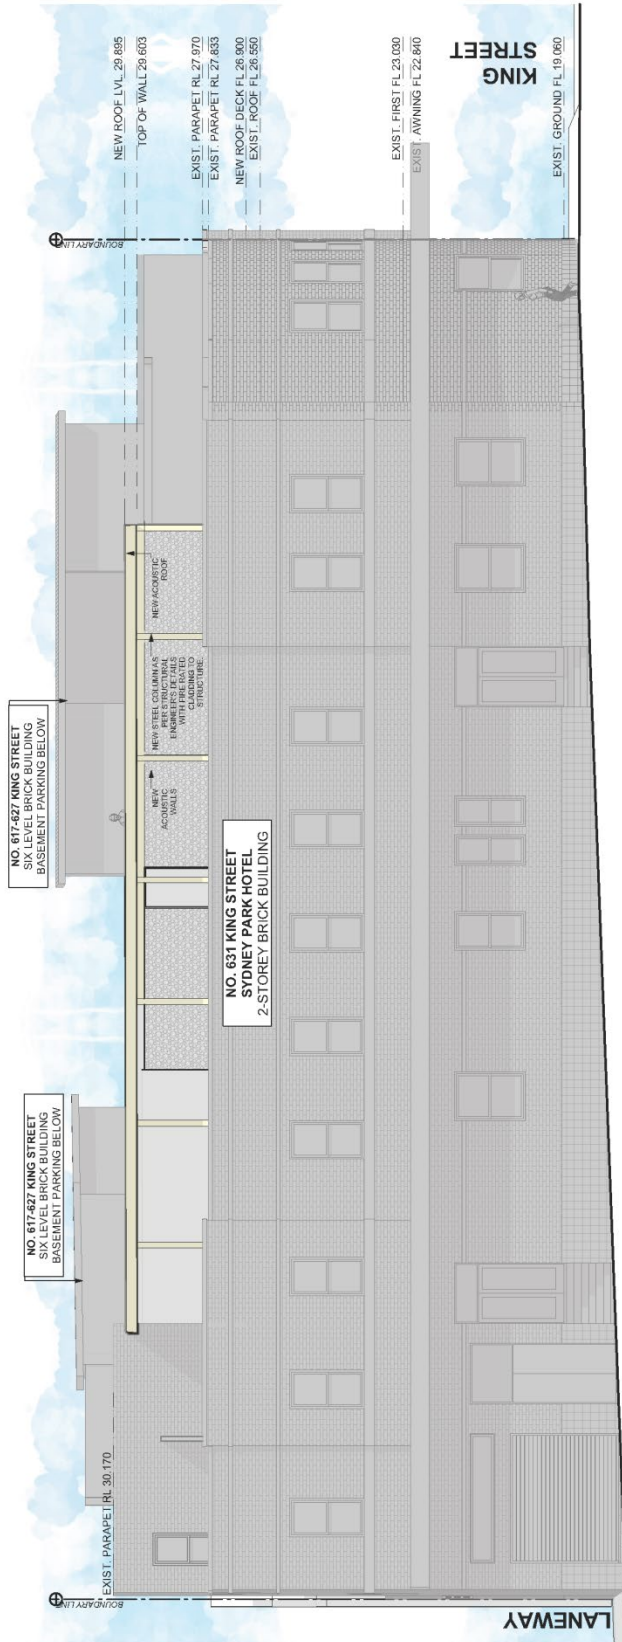 BOUNDARY LINE
EXIST. PARAPET RL 30.170
NO. 617-627 KING STREET
SIX LEVEL BRICK BUILDING
BASEMENT PARKING BELOW
NO. 617-627 KING STREET
SIX LEVEL BRICK BUILDING
BASEMENT PARKING BELOW
BOUNDARY LINE
NEW ROOF LVL 29.895
TOP OF WALL 29.603
EXIST. PARAPET RL 27.970
EXIST. PARAPET RL 27.833
NEW ROOF DECK FL 26.900
EXIST. ROOF FL 26.550
EXIST. FIRST FL 23.030
EXIST. AWNING FL 22.840
EXIST. GROUND FL 19.060
NEW
ACOUSTIC
WALLS
NEW STEEL COLUMN AS
PER STRUCTURAL
ENGINEER'S DETAILS
WITH FIRE RATED
CLADDING TO
STRUCTURE.
NEW ACOUSTIC
ROOF
NO. 631 KING STREET
SYDNEY PARK HOTEL
2-STOREY BRICK BUILDING
LANEWAY
KING
STREET